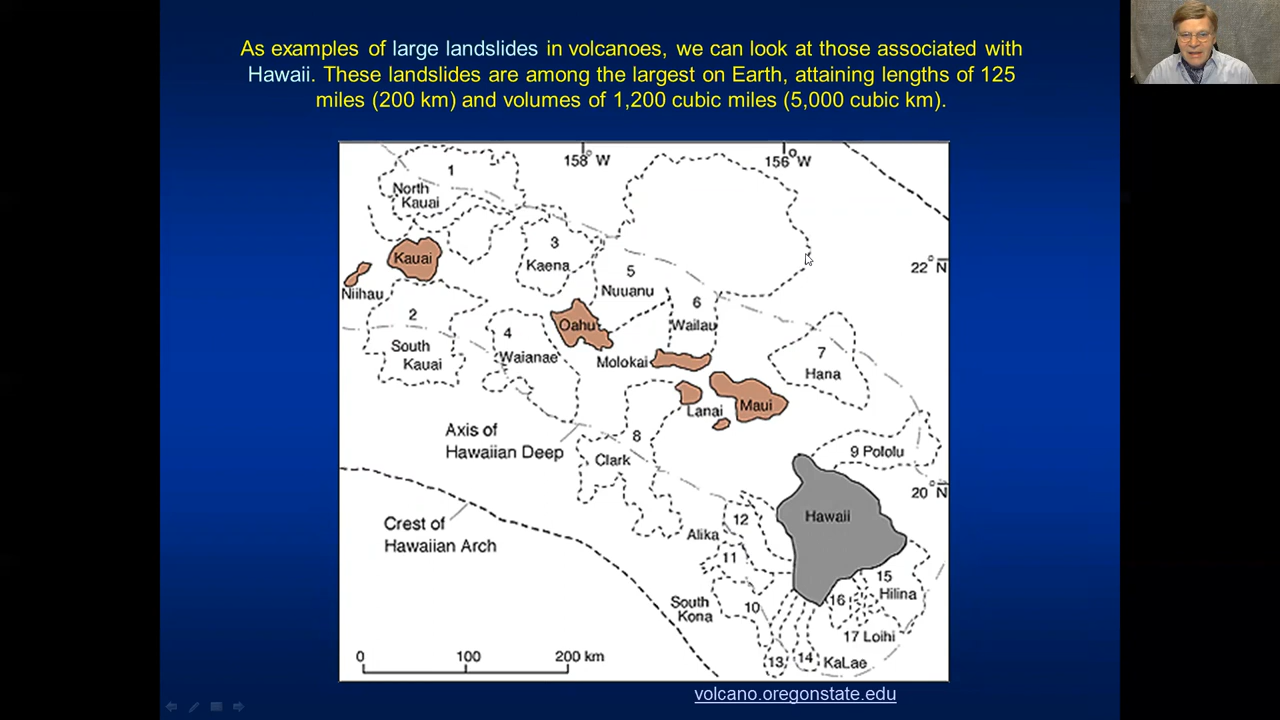 As examples of large landslides in volcanoes, we can look at those associated with
Hawaii. These landslides are among the largest on Earth, attaining lengths of 125
miles (200 km) and volumes of 1,200 cubic miles (5,000 cubic km).
158° W
156° W
1
North
Kauai
3
Kaena
Kauai
22° N
5
Nuuanu
Niihau
6
Wailau
2
South
Kauai
4
Waianae
Oahu
Molokai
7
Hana
Lanai
Maui
Axis of
Hawaiian Deep
8
Clark
9 Pololu
20° N
Crest of
Hawaiian Arch
12
Alika
11
Hawaii
15
Hilina
South
Kona
10
16
17 Loihi
13
14
KaLae
0
100
200 km
volcano.oregonstate.edu